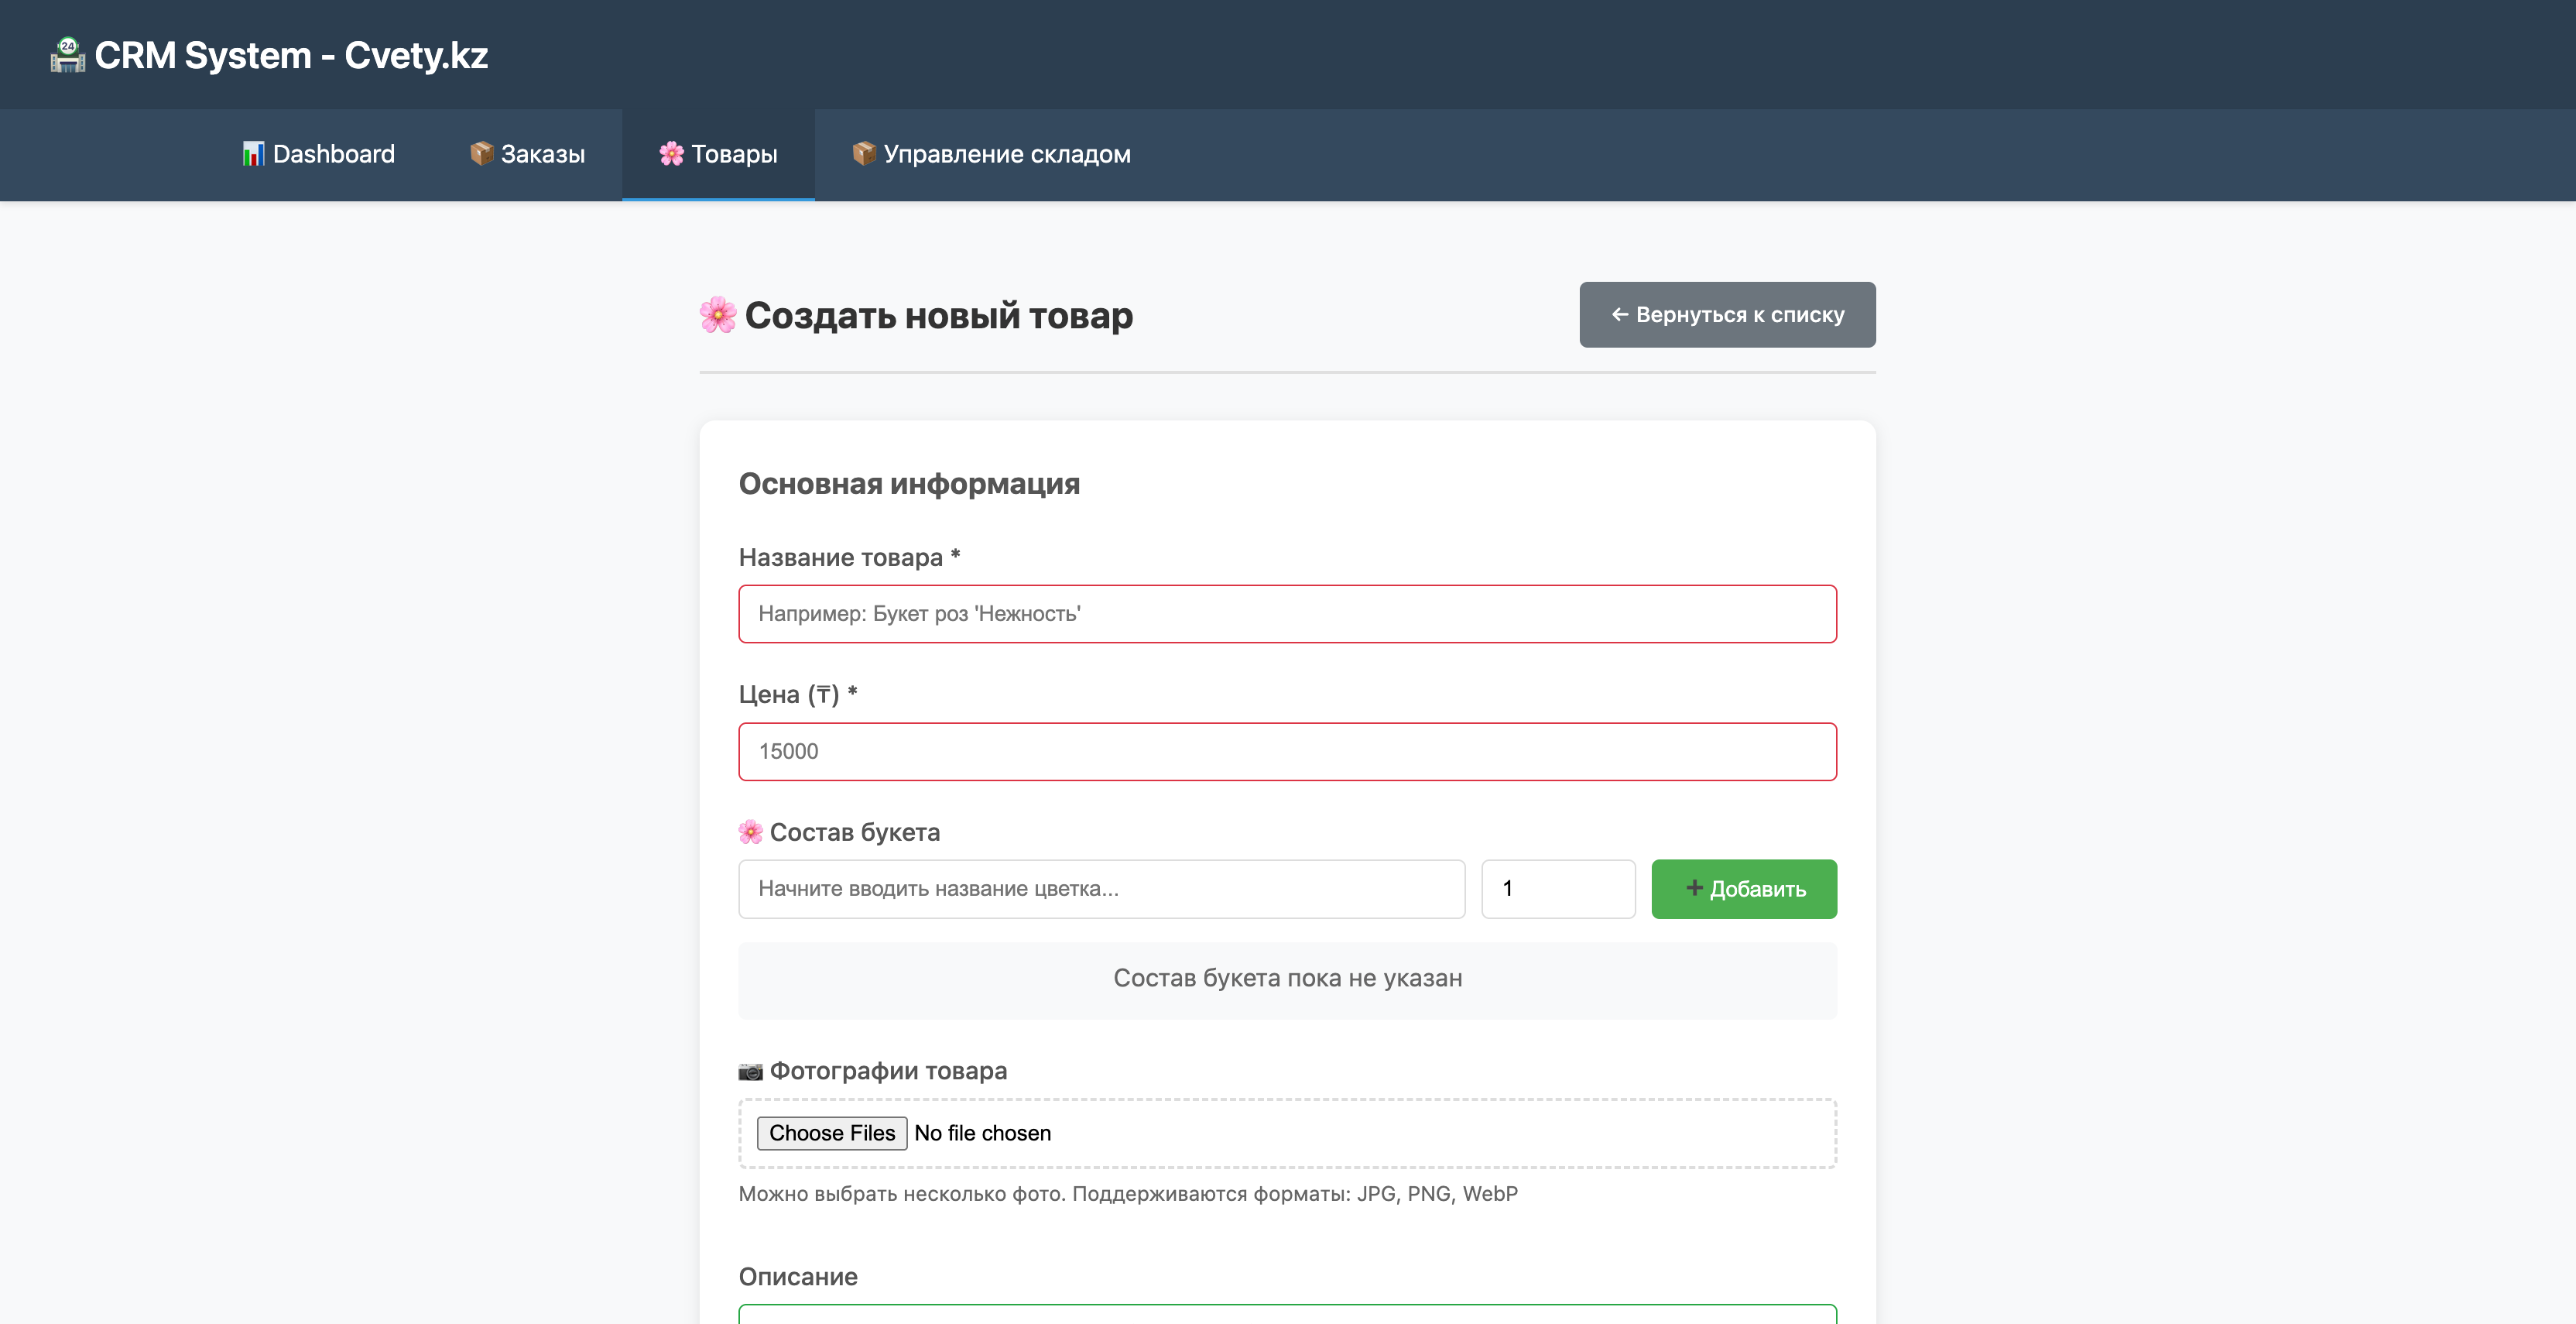 24 CRM System - Cvety.kz
📊 Dashboard 📦 Заказы 🌸 Товары 📦 Управление складом
🌸 Создать новый товар ← Вернуться к списку
Основная информация
Название товара *
Например: Букет роз 'Нежность'
Цена (₸) *
15000
🌸 Состав букета
Начните вводить название цветка... 1 ➕ Добавить
Состав букета пока не указан
📷 Фотографии товара
Choose Files No file chosen
Можно выбрать несколько фото. Поддерживаются форматы: JPG, PNG, WebP
Описание